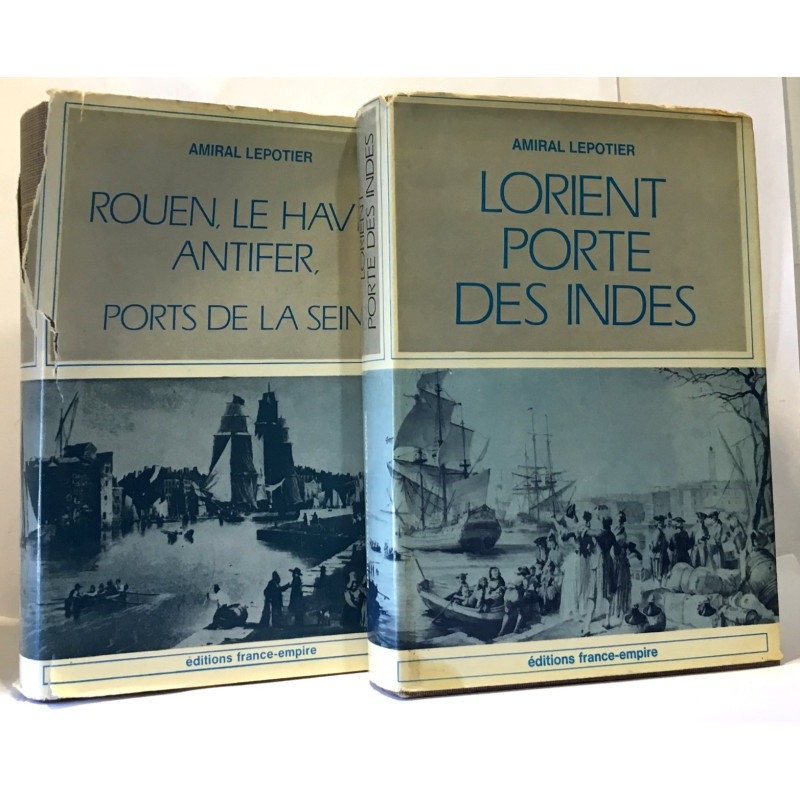 AMIRAL LEPOTIER
ROUEN, LE HAV
ANTIFER,
PORTS DE LA SEIN
éditions france-empire
LORIENT
PORTE DES INDES
AMIRAL LEPOTIER
LORIENT
PORTE
DES INDES
éditions france-empire